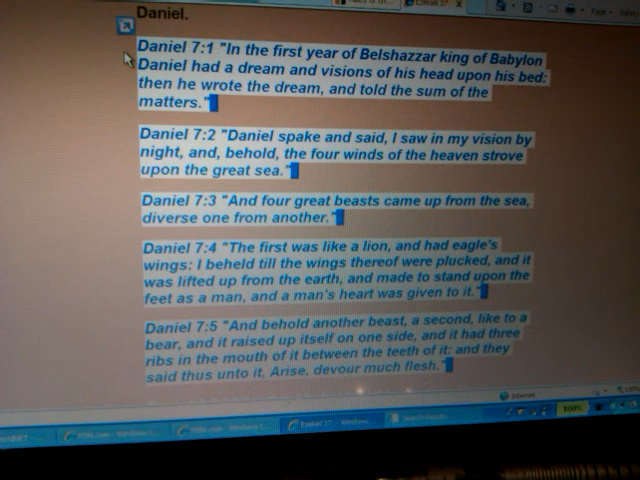 Daniel.
Daniel 7:1 "In the first year of Belshazzar king of Babylon
Daniel had a dream and visions of his head upon his bed:
then he wrote the dream, and told the sum of the
matters."
Daniel 7:2 "Daniel spake and said, I saw in my vision by
night, and, behold, the four winds of the heaven strove
upon the great sea."
Daniel 7:3 "And four great beasts came up from the sea,
diverse one from another."
Daniel 7:4 "The first was like a lion, and had eagle's
wings: I beheld till the wings thereof were plucked, and it
was lifted up from the earth, and made to stand upon the
feet as a man, and a man's heart was given to it."
Daniel 7:5 "And behold another beast, a second, like to a
bear, and it raised up itself on one side, and it had three
ribs in the mouth of it between the teeth of it: and they
said thus unto it, Arise, devour much flesh."
Internet
Ezekiel 37 - Windows
Search Results
100%